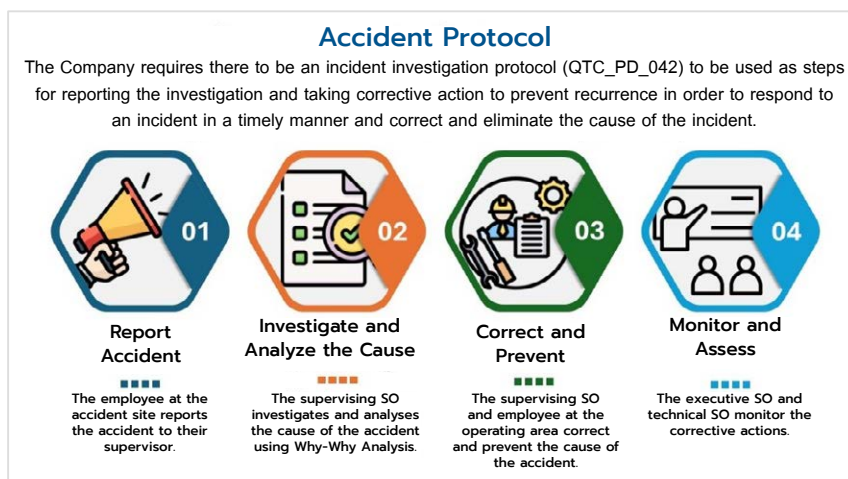 Accident Protocol
The Company requires there to be an incident investigation protocol (QTC_PD_042) to be used as steps
for reporting the investigation and taking corrective action to prevent recurrence in order to respond to
an incident in a timely manner and correct and eliminate the cause of the incident.
01
02
03
04
Report
Accident
The employee at the
accident site reports
the accident to their
supervisor.
Investigate and
Analyze the Cause
The supervising SO
investigates and analyses
the cause of the accident
using Why-Why Analysis.
Correct and
Prevent
The supervising SO
and employee at the
operating area correct
and prevent the cause of
the accident.
Monitor and
Assess
The executive SO and
technical SO monitor the
corrective actions.